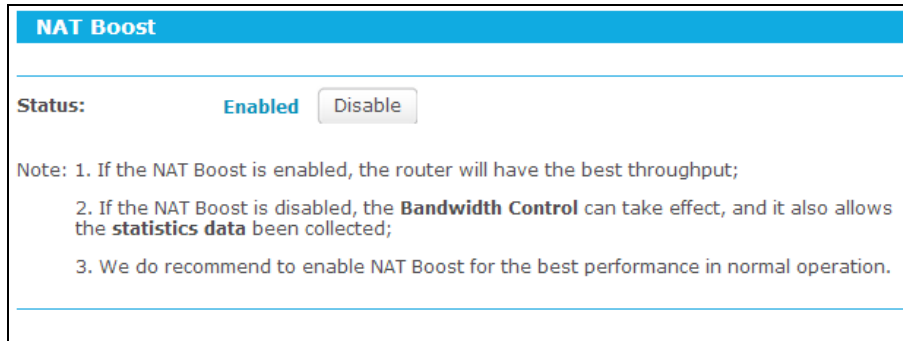 NAT Boost
Status: Enabled Disable
Note: 1. If the NAT Boost is enabled, the router will have the best throughput;
2. If the NAT Boost is disabled, the Bandwidth Control can take effect, and it also allows
the statistics data been collected;
3. We do recommend to enable NAT Boost for the best performance in normal operation.